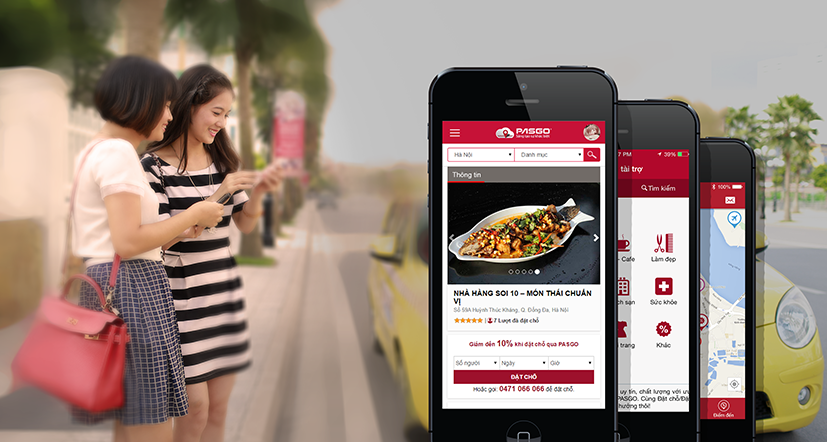 PASGO
Hà Nội
Danh mục
Thông tin
NHÀ HÀNG SOI 10 – MÓN THÁI CHUẨN
VỊ
Số 59A Huỳnh Thúc Kháng, Q. Đống Đa, Hà Nội
7 Lượt đã đặt chỗ
Giảm đến 10% khi đặt chỗ qua PASGO
Số người
Ngày
Giờ
ĐẶT CHỖ
Hoặc gọi: 0471 066 066 để đặt chỗ.
7 PM
39%
tài trợ
Tìm kiếm
- Cafe
Làm đẹp
ch sạn
Sức khỏe
i trang
Khác
uy tín, chất lượng với ưu
PASGO. Cùng Đặt chỗ/Đặ
hưởng thôi!
100%
Điểm đến